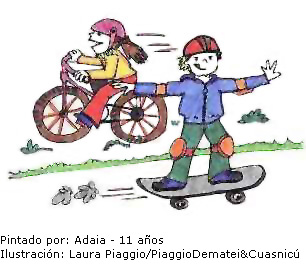 Pintado por: Adaia - 11 años
Ilustración: Laura Piaggio/PiaggioDematei&Cuasnicú